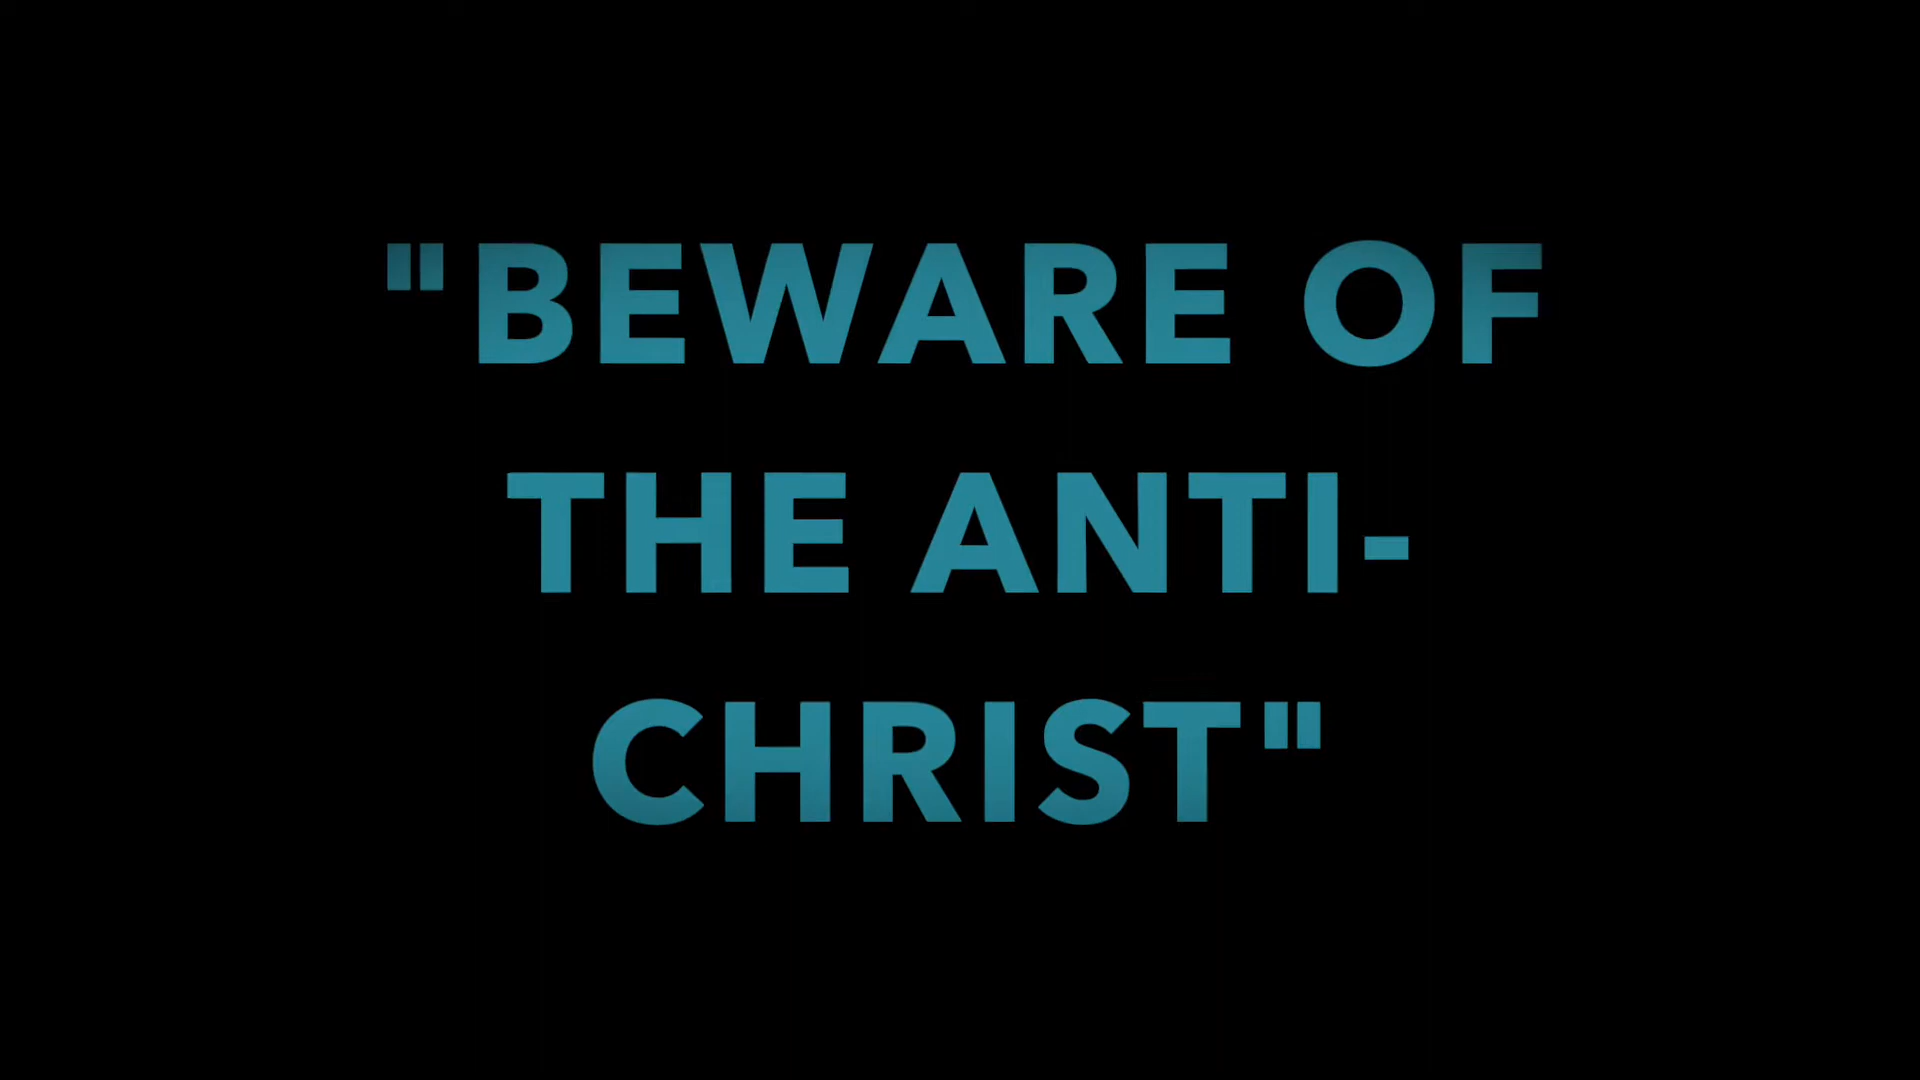 "BEWARE OF
THE ANTI-
CHRIST"